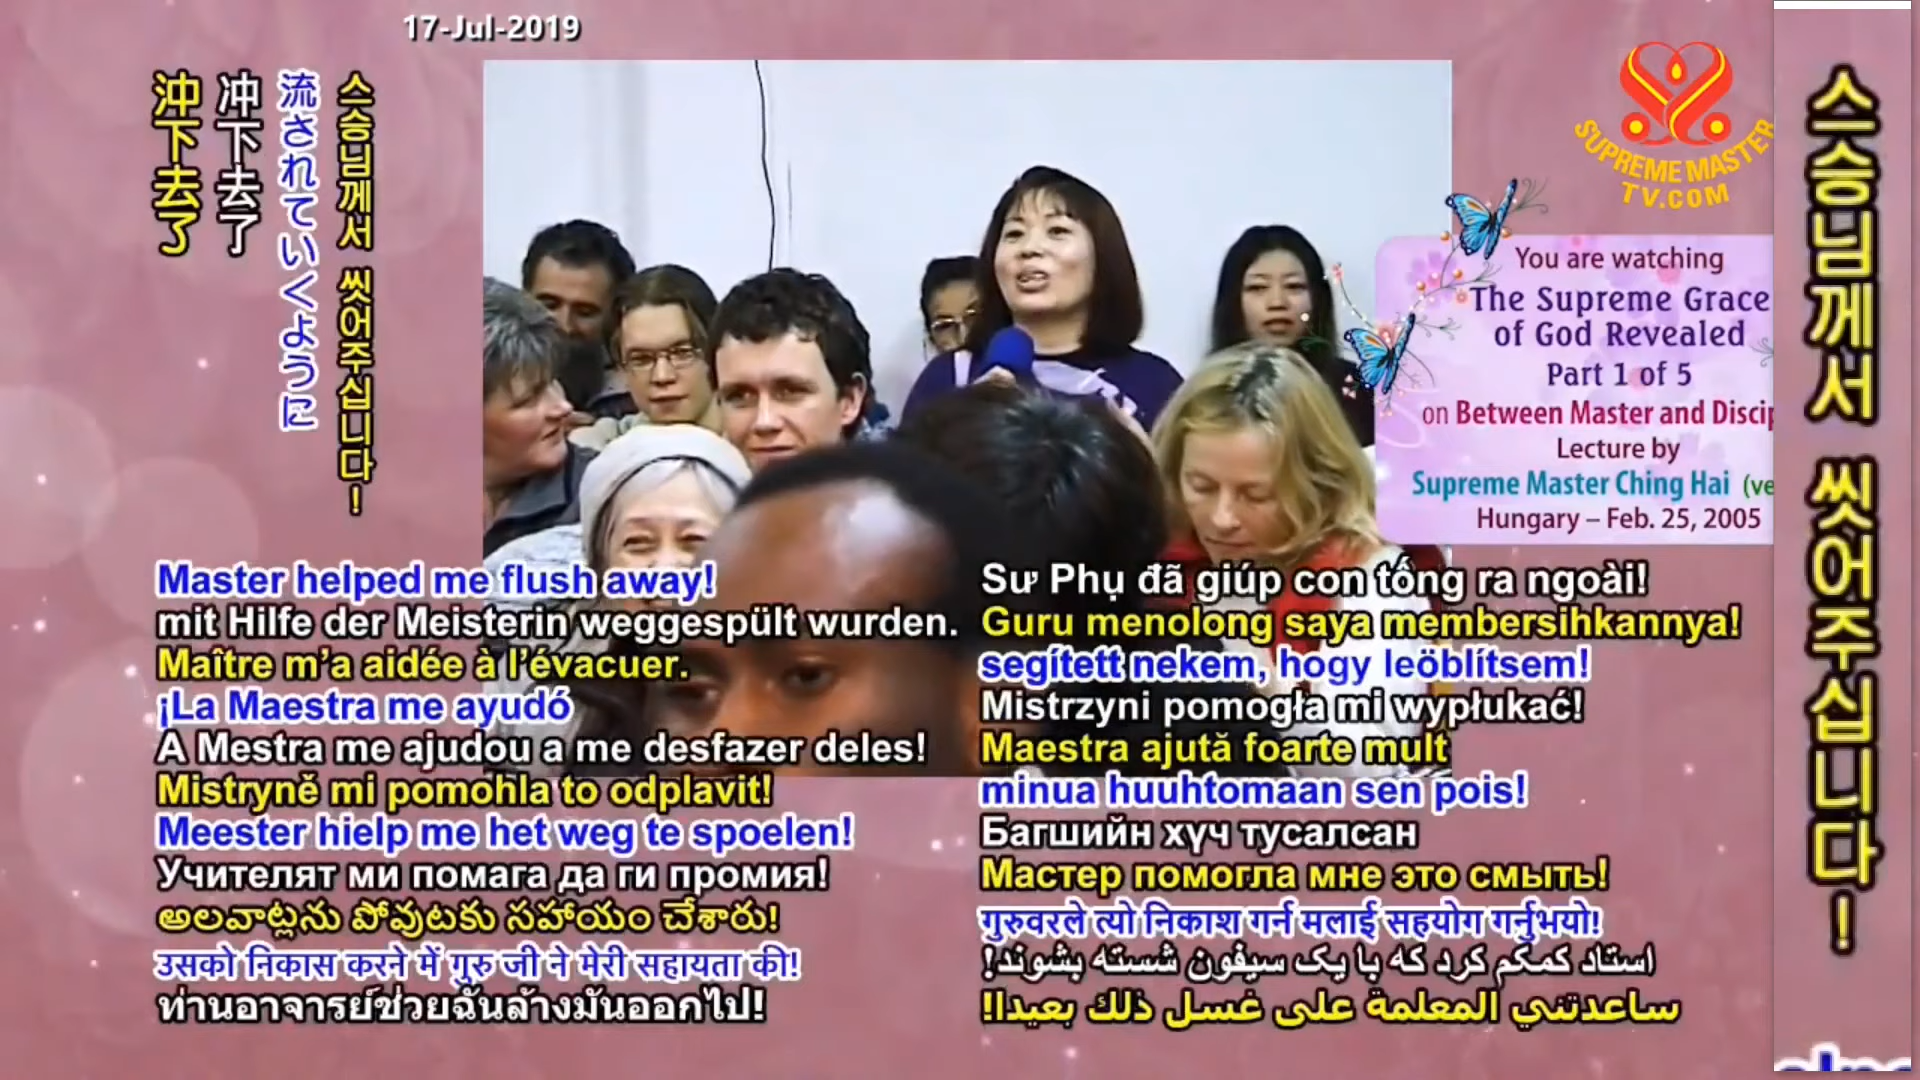 17-Jul-2019
沖下去了
冲下去了
流されていくように
스승님께서 씻어주십니다!
SUPREME MASTER
TV.COM
You are watching
The Supreme Grace
of God Revealed
Part 1 of 5
on Between Master and Discip
Lecture by
Supreme Master Ching Hai (ve
Hungary – Feb. 25, 2005
Master helped me flush away!
mit Hilfe der Meisterin weggespült wurden.
Maître m'a aidée à l'évacuer.
¡La Maestra me ayudó
A Mestra me ajudou a me desfazer deles!
Mistryně mi pomohla to odplavit!
Meester hielp me het weg te spoelen!
Учителят ми помага да ги промия!
అలవాట్లను పోవుటకు సహాయం చేశారు!
उसको निकास करने में गुरु जी ने मेरी सहायता की!
ท่านอาจารย์ช่วยฉันล้างมันออกไป!
Sư Phụ đã giúp con tống ra ngoài!
Guru menolong saya membersihkannya!
segített nekem, hogy leöblítsem!
Mistrzyni pomogła mi wypłukać!
Maestra ajută foarte mult
minua huuhtomaan sen pois!
Багшийн хүч тусалсан
Мастер помогла мне это смыть!
गुरुवरले त्यो निकाश गर्न मलाई सहयोग गर्नुभयो!
استاد کمکم کرد که با یک سیفون شسته بشوند!
ساعدتني المعلمة على غسل ذلك بعيدا!!
스승님께서 씻어주십니다!